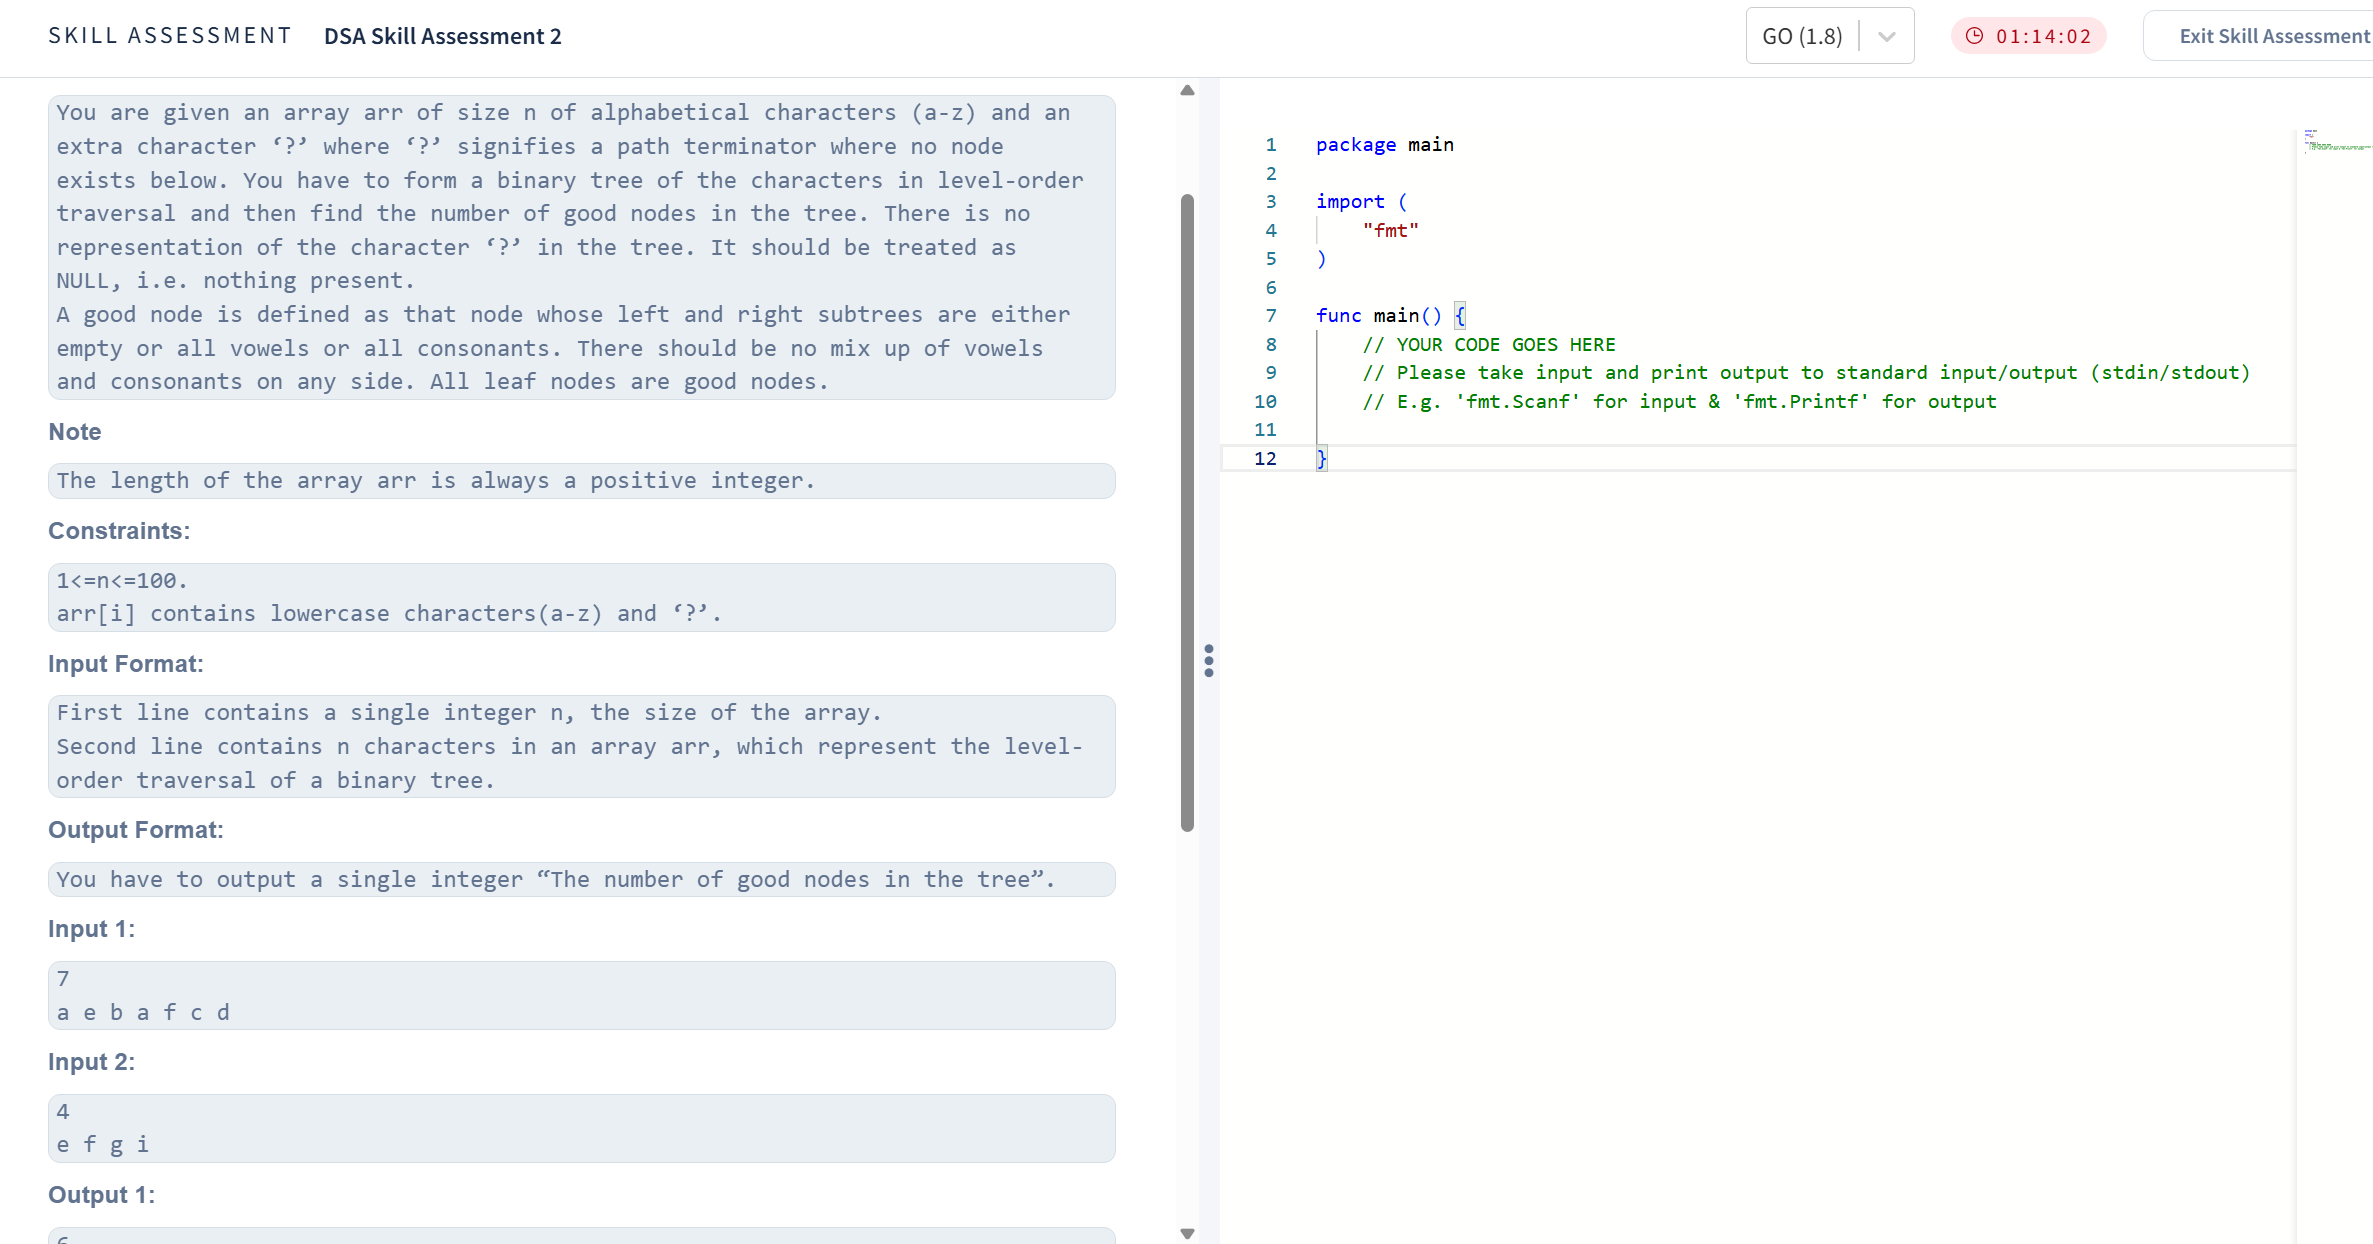 SKILL ASSESSMENT DSA Skill Assessment 2 GO (1.8) 01:14:02 Exit Skill Assessment
You are given an array arr of size n of alphabetical characters (a-z) and an
extra character ‘?’ where ‘?’ signifies a path terminator where no node
exists below. You have to form a binary tree of the characters in level-order
traversal and then find the number of good nodes in the tree. There is no
representation of the character ‘?’ in the tree. It should be treated as
NULL, i.e. nothing present.
A good node is defined as that node whose left and right subtrees are either
empty or all vowels or all consonants. There should be no mix up of vowels
and consonants on any side. All leaf nodes are good nodes.
Note
The length of the array arr is always a positive integer.
Constraints:
1<=n<=100.
arr[i] contains lowercase characters(a-z) and ‘?’.
Input Format:
First line contains a single integer n, the size of the array.
Second line contains n characters in an array arr, which represent the level-
order traversal of a binary tree.
Output Format:
You have to output a single integer “The number of good nodes in the tree”.
Input 1:
7
a e b a f c d
Input 2:
4
e f g i
Output 1:
1 package main
2
3 import (
4 "fmt"
5 )
6
7 func main() {
8 // YOUR CODE GOES HERE
9 // Please take input and print output to standard input/output (stdin/stdout)
10 // E.g. 'fmt.Scanf' for input & 'fmt.Printf' for output
11
12 }